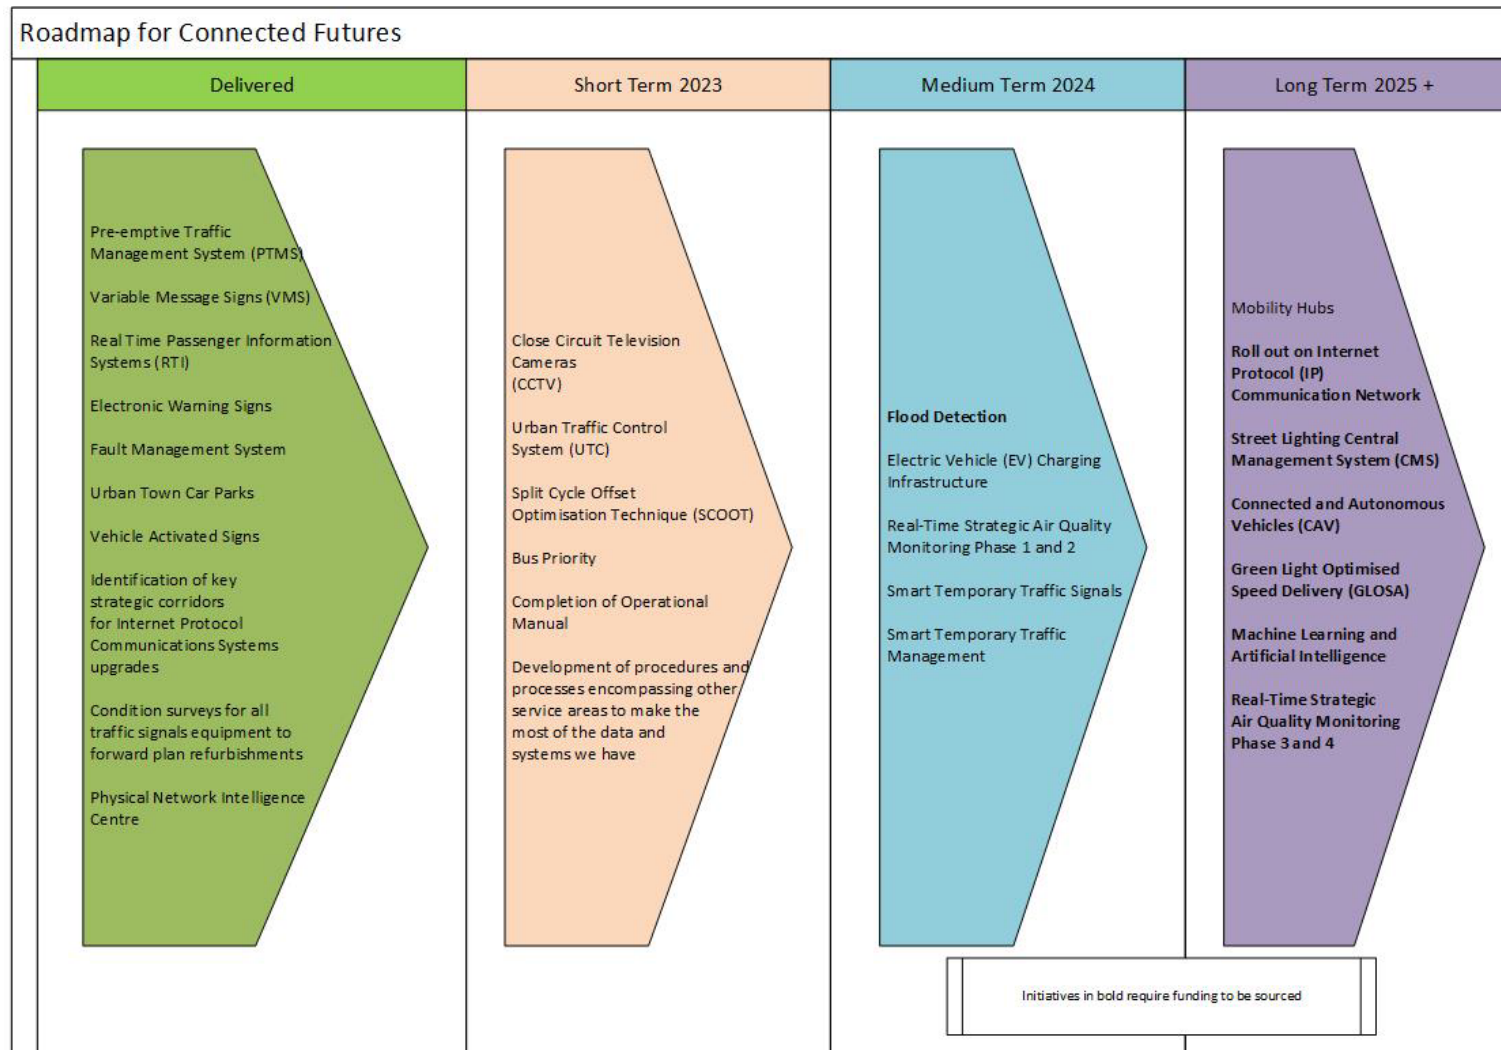 Roadmap for Connected Futures
Delivered
Short Term 2023
Medium Term 2024
Long Term 2025 +
Pre-emptive Traffic
Management System (PTMS)
Variable Message Signs (VMS)
Real Time Passenger Information
Systems (RTI)
Electronic Warning Signs
Fault Management System
Urban Town Car Parks
Vehicle Activated Signs
Identification of key
strategic corridors
for Internet Protocol
Communications Systems
upgrades
Condition surveys for all
traffic signals equipment to
forward plan refurbishments
Physical Network Intelligence
Centre
Close Circuit Television
Cameras
(CCTV)
Urban Traffic Control
System (UTC)
Split Cycle Offset
Optimisation Technique (SCOOT)
Bus Priority
Completion of Operational
Manual
Development of procedures and
processes encompassing other
service areas to make the
most of the data and
systems we have
Flood Detection
Electric Vehicle (EV) Charging
Infrastructure
Real-Time Strategic Air Quality
Monitoring Phase 1 and 2
Smart Temporary Traffic Signals
Smart Temporary Traffic
Management
Mobility Hubs
Roll out on Internet
Protocol (IP)
Communication Network
Street Lighting Central
Management System (CMS)
Connected and Autonomous
Vehicles (CAV)
Green Light Optimised
Speed Delivery (GLOSA)
Machine Learning and
Artificial Intelligence
Real-Time Strategic
Air Quality Monitoring
Phase 3 and 4
Initiatives in bold require funding to be sourced